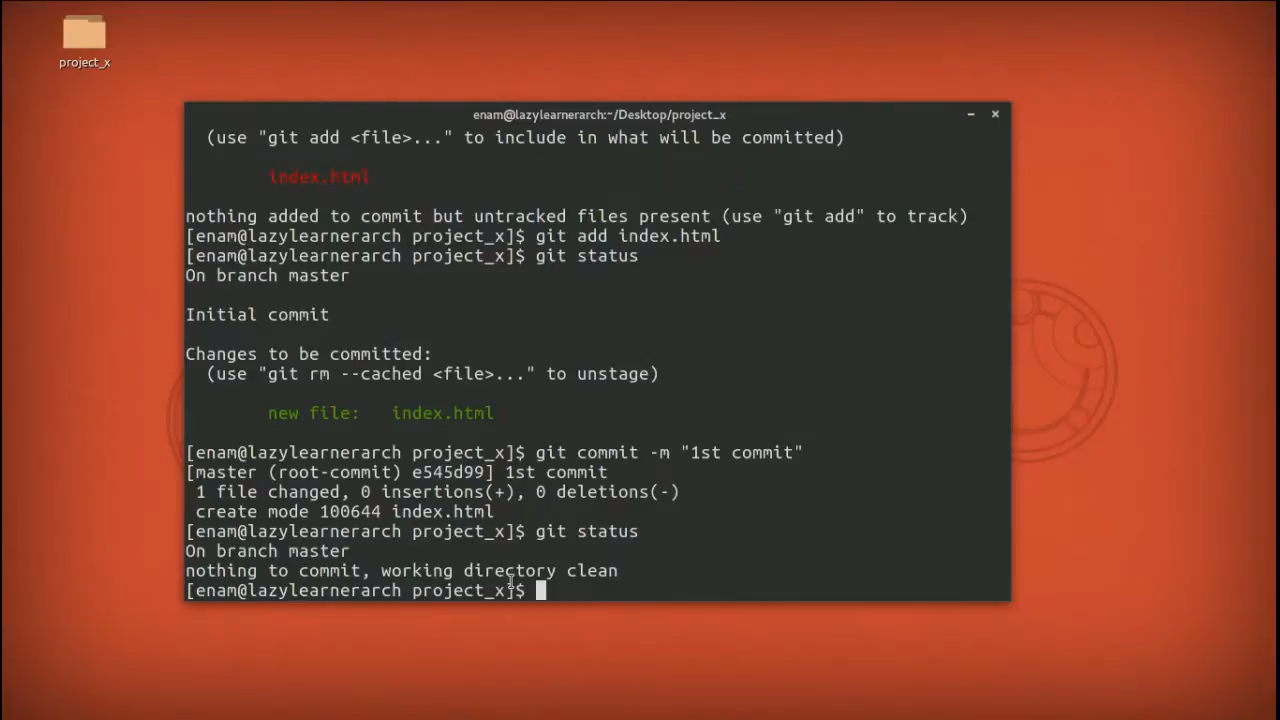 project_x
enam@lazylearnerarch:~/Desktop/project_x
(use "git add <file>..." to include in what will be committed)
index.html
nothing added to commit but untracked files present (use "git add" to track)
[enam@lazylearnerarch project_x]$ git add index.html
[enam@lazylearnerarch project_x]$ git status
On branch master
Initial commit
Changes to be committed:
(use "git rm --cached <file>..." to unstage)
new file:   index.html
[enam@lazylearnerarch project_x]$ git commit -m "1st commit"
[master (root-commit) e545d99] 1st commit
1 file changed, 0 insertions(+), 0 deletions(-)
create mode 100644 index.html
[enam@lazylearnerarch project_x]$ git status
On branch master
nothing to commit, working directory clean
[enam@lazylearnerarch project_x]$